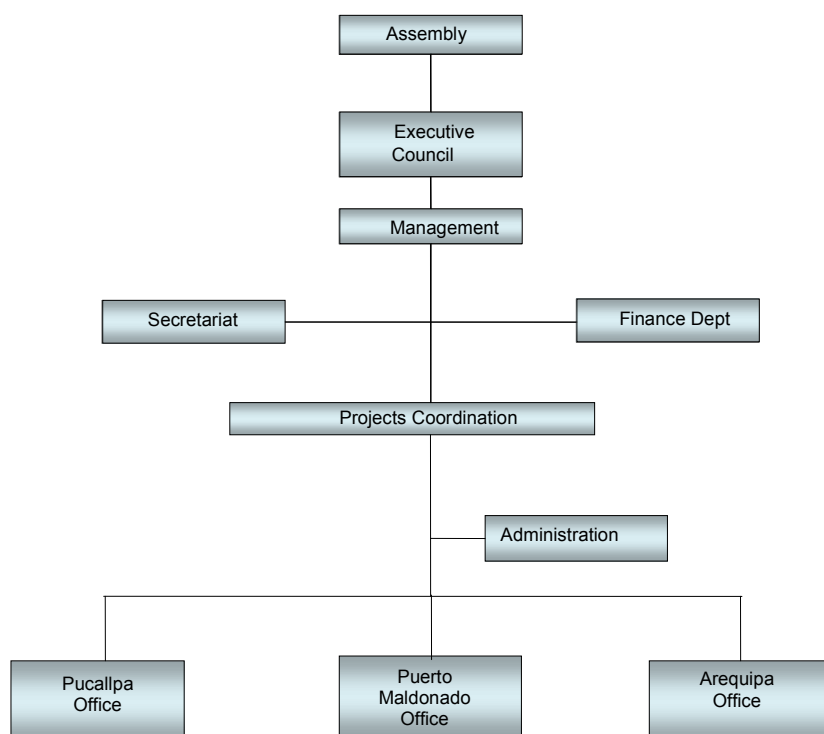 Assembly
Executive
Council
Management
Secretariat
Finance Dept
Projects Coordination
Administration
Pucallpa
Office
Puerto
Maldonado
Office
Arequipa
Office